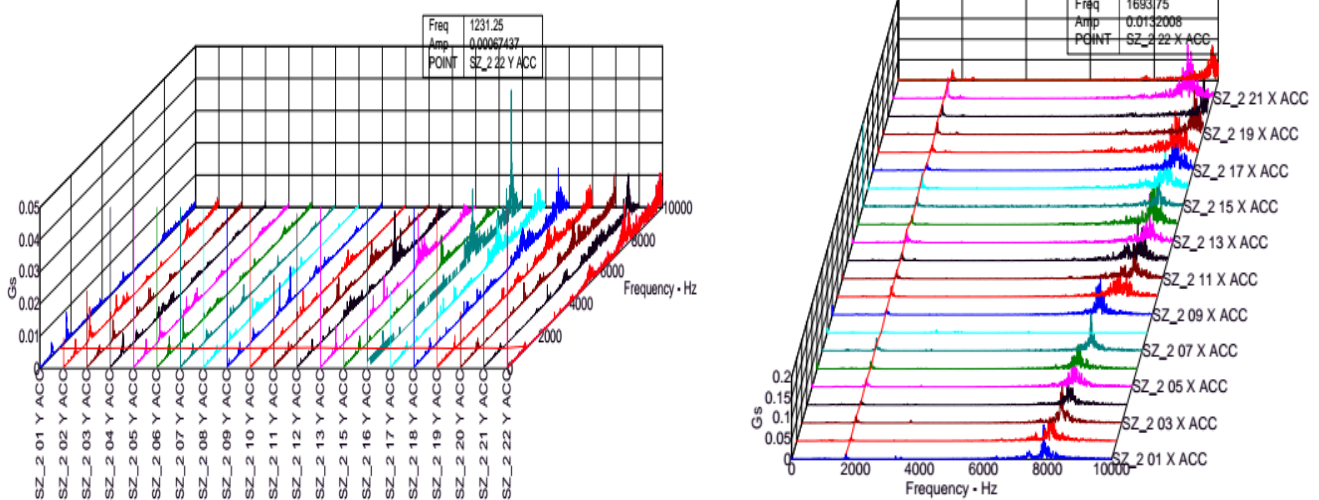 Freq 1231.25
Amp 0.00067437
POINT SZ_2 22 Y ACC
0.05
0.04
0.03
0.02
0.01
0
Gs
10000
8000
6000
4000
2000
Frequency - Hz
SZ_2 01 Y ACC
SZ_2 02 Y ACC
SZ_2 03 Y ACC
SZ_2 04 Y ACC
SZ_2 05 Y ACC
SZ_2 06 Y ACC
SZ_2 07 Y ACC
SZ_2 08 Y ACC
SZ_2 09 Y ACC
SZ_2 10 Y ACC
SZ_2 11 Y ACC
SZ_2 12 Y ACC
SZ_2 13 Y ACC
SZ_2 15 Y ACC
SZ_2 16 Y ACC
SZ_2 17 Y ACC
SZ_2 18 Y ACC
SZ_2 19 Y ACC
SZ_2 20 Y ACC
SZ_2 21 Y ACC
SZ_2 22 Y ACC
Freq 1693.75
Amp 0.0132008
POINT SZ_2 22 X ACC
SZ_2 21 X ACC
SZ_2 19 X ACC
SZ_2 17 X ACC
SZ_2 15 X ACC
SZ_2 13 X ACC
SZ_2 11 X ACC
SZ_2 09 X ACC
SZ_2 07 X ACC
SZ_2 05 X ACC
SZ_2 03 X ACC
SZ_2 01 X ACC
0.2
0.15
0.1
0.05
0
Gs
0 2000 4000 6000 8000 10000
Frequency - Hz